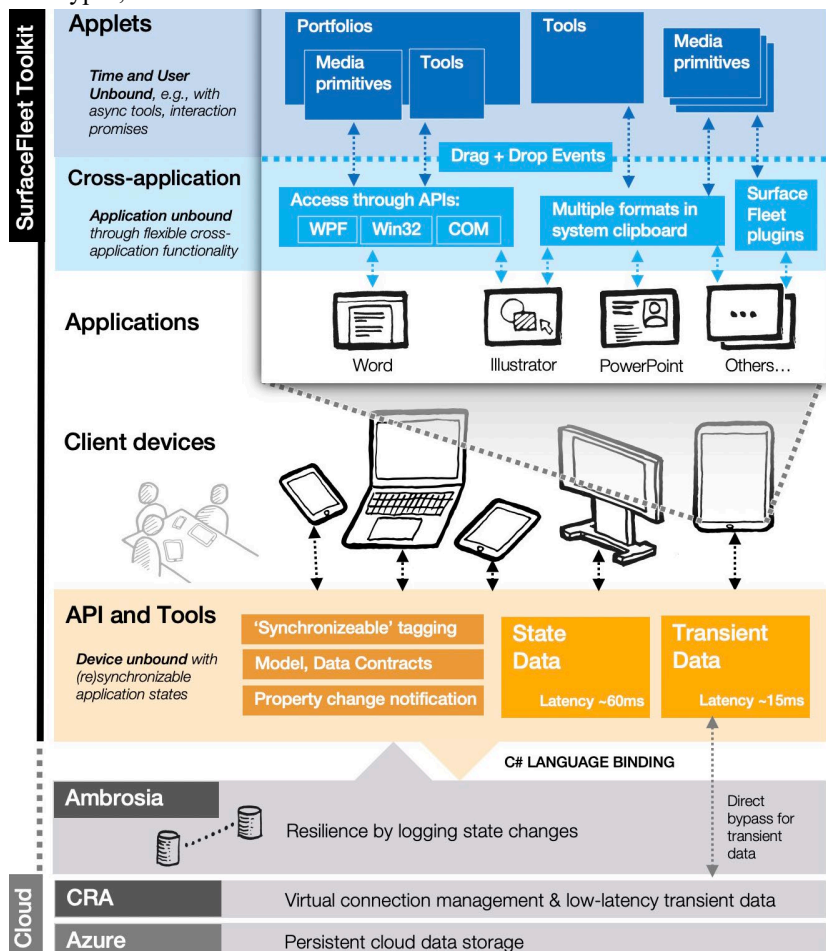 SurfaceFleet Toolkit
Applets
Time and User
Unbound, e.g., with
async tools, interaction
promises
Portfolios
Media
primitives
Tools
Tools
Media
primitives
Drag + Drop Events
Cross-application
Application unbound
through flexible cross-
application functionality
Access through APIs:
WPF
Win32
COM
Multiple formats in
system clipboard
Surface
Fleet
plugins
Applications
Word
Illustrator
PowerPoint
Others...
Client devices
API and Tools
Device unbound with
(re)synchronizable
application states
'Synchronizeable' tagging
Model, Data Contracts
Property change notification
State
Data
Latency ~60ms
Transient
Data
Latency ~15ms
C# LANGUAGE BINDING
Ambrosia
Resilience by logging state changes
Direct
bypass for
transient
data
Cloud
CRA
Virtual connection management & low-latency transient data
Azure
Persistent cloud data storage